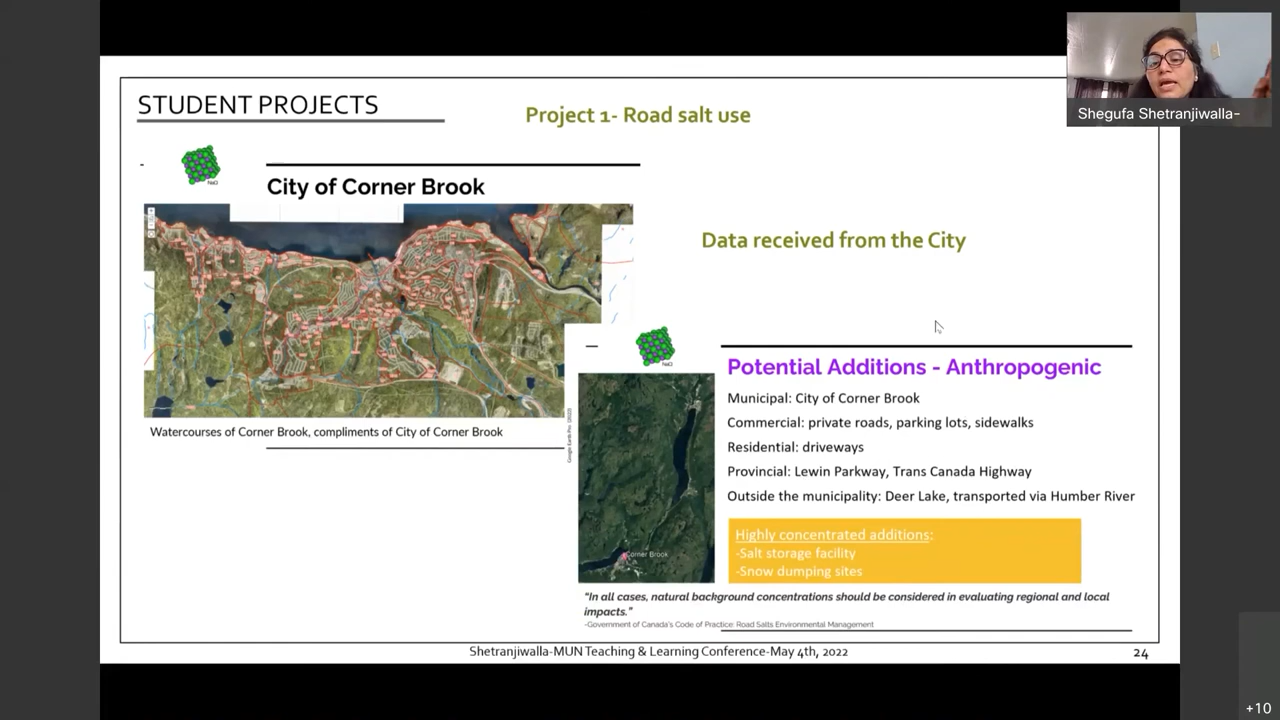 STUDENT PROJECTS
Project 1- Road salt use
NaCl
City of Corner Brook
Data received from the City
Watercourses of Corner Brook, compliments of City of Corner Brook
NaCl
Potential Additions - Anthropogenic
Municipal: City of Corner Brook
Commercial: private roads, parking lots, sidewalks
Residential: driveways
Provincial: Lewin Parkway, Trans Canada Highway
Outside the municipality: Deer Lake, transported via Humber River
Corner Brook
Highly concentrated additions:
-Salt storage facility
-Snow dumping sites
"In all cases, natural background concentrations should be considered in evaluating regional and local
impacts."
-Government of Canada's Code of Practice: Road Salts Environmental Management
Shetranjiwalla-MUN Teaching & Learning Conference-May 4th, 2022
24
Shegufa Shetranjiwalla-
+10